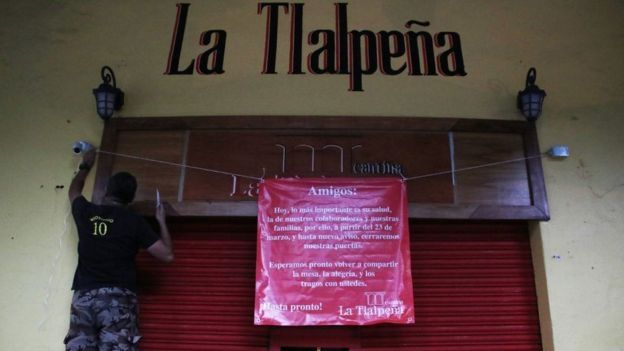 La Tlalpeña
cantina
Amigos:
Hoy, lo más importante es su salud,
la de nuestros colaboradores y nuestras
familias, por ello, a partir del 23 de
marzo, y hasta nuevo aviso, cerraremos
nuestras puertas.
Esperamos pronto volver a compartir
la mesa, la alegría, y los
tragos con ustedes.
¡Hasta pronto!
La Tlalpeña
10